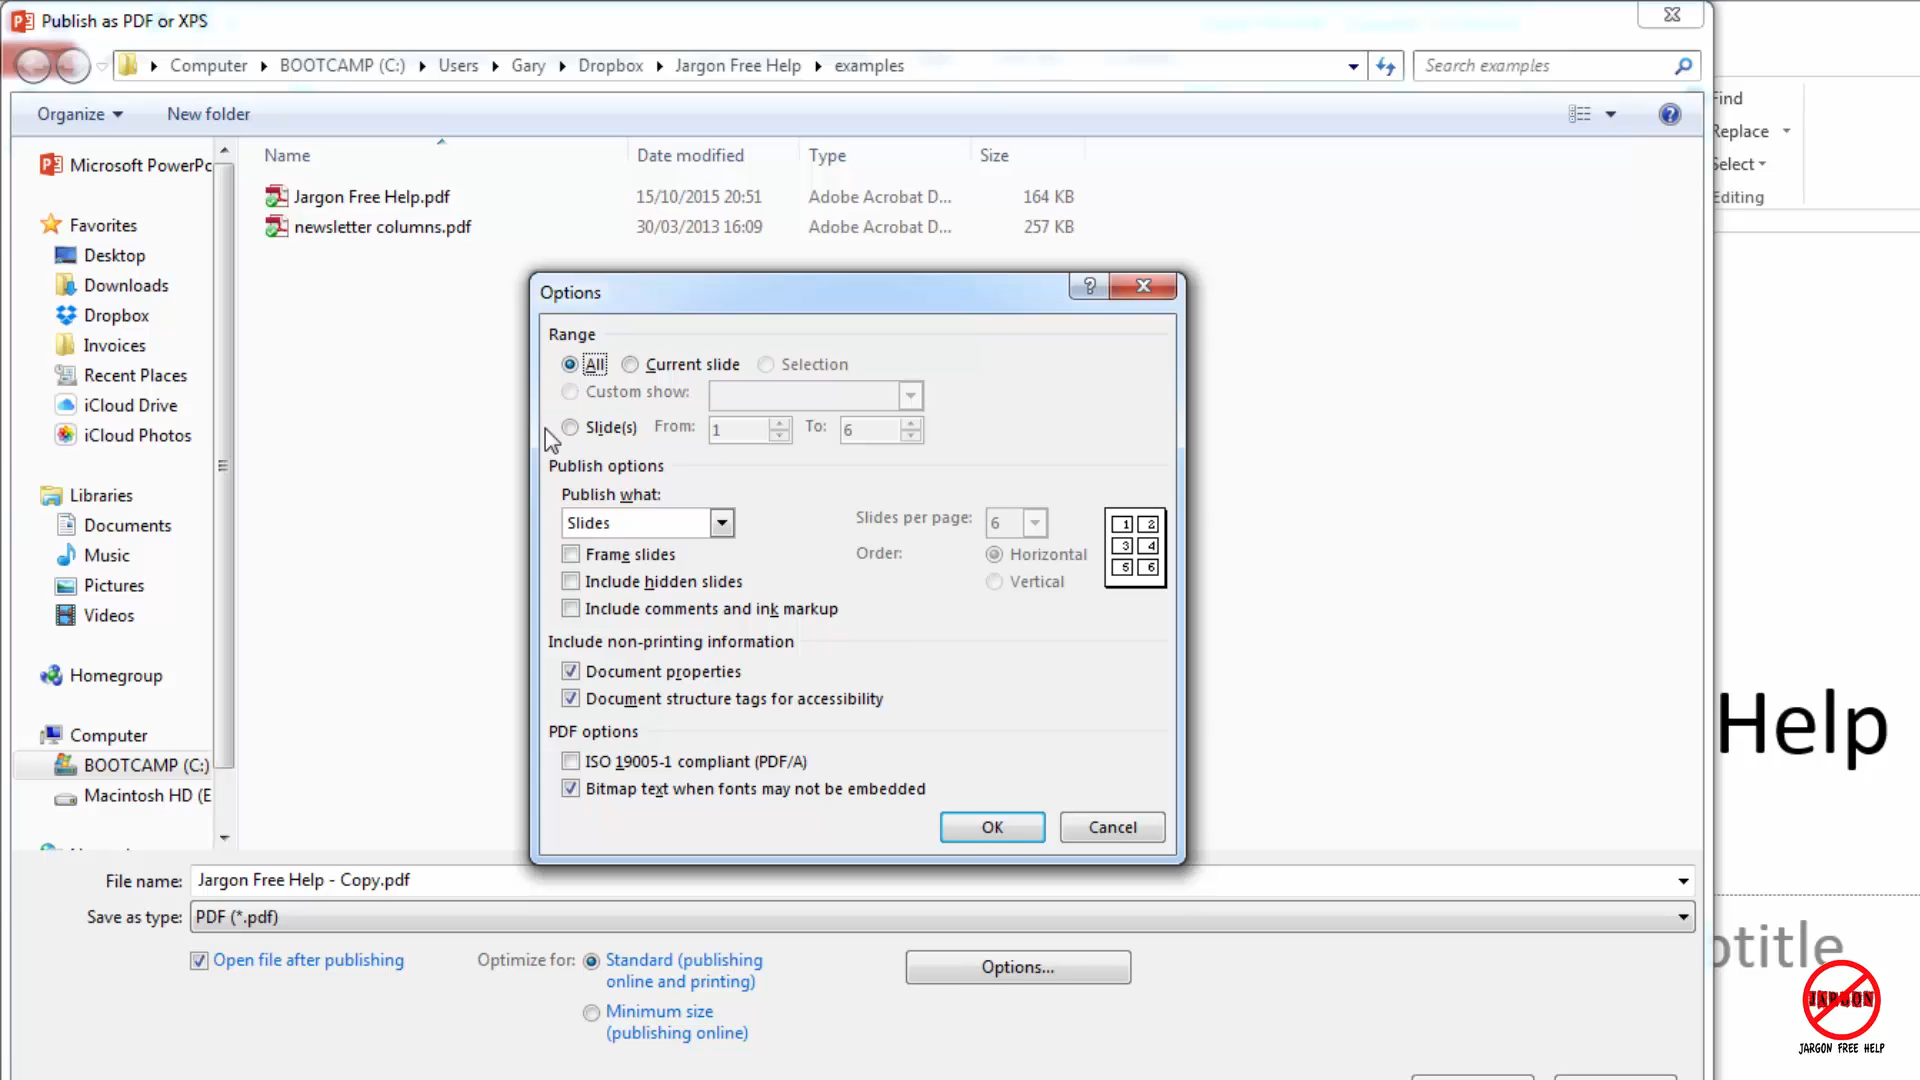 Publish as PDF or XPS
Computer BOOTCAMP (C:) Users Gary Dropbox Jargon Free Help examples
Search examples
Organize New folder
Find
Replace
Select
Editing
Microsoft PowerPo
Favorites
Desktop
Downloads
Dropbox
Invoices
Recent Places
iCloud Drive
iCloud Photos
Libraries
Documents
Music
Pictures
Videos
Homegroup
Computer
BOOTCAMP (C:)
Macintosh HD (E
Name Date modified Type Size
Jargon Free Help.pdf 15/10/2015 20:51 Adobe Acrobat D... 164 KB
newsletter columns.pdf 30/03/2013 16:09 Adobe Acrobat D... 257 KB
Options
Range
All Current slide Selection
Custom show:
Slide(s) From: 1 To: 6
Publish options
Publish what:
Slides Slides per page: 6
Frame slides Order: Horizontal
Include hidden slides Vertical
Include comments and ink markup
1 2
3 4
5 6
Include non-printing information
Document properties
Document structure tags for accessibility
PDF options
ISO 19005-1 compliant (PDF/A)
Bitmap text when fonts may not be embedded
OK Cancel
Help
File name: Jargon Free Help - Copy.pdf
Save as type: PDF (*.pdf)
Open file after publishing
Optimize for: Standard (publishing
online and printing)
Minimum size
(publishing online)
Options...
btitle
JARGON
JARGON FREE HELP